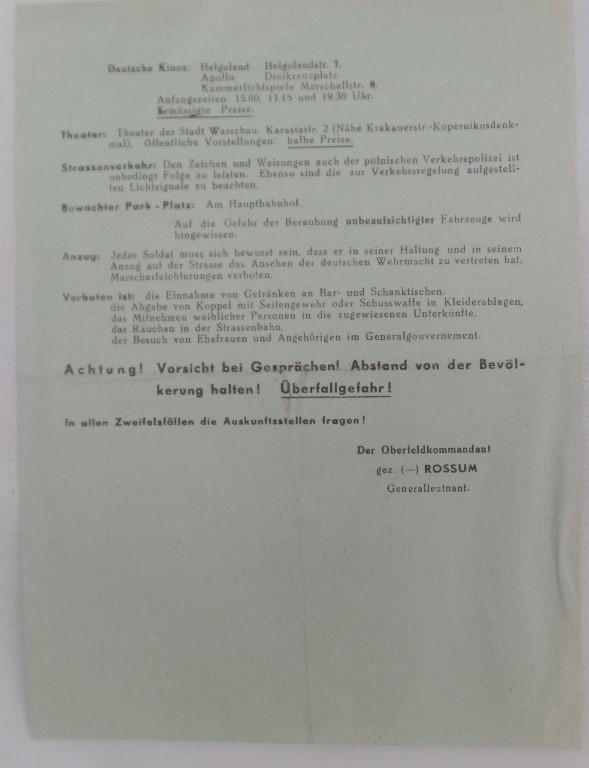 Deutsche Kinos: Helgoland Helgolandstr. 7.
Apollo Dreikreuzplatz.
Kammerlichtspiele Marschallstr. 8.
Anfangszeiten: 15.00, 17.15 und 19.30 Uhr.
Ermässigte Preise.
Theater: Theater der Stadt Warschau. Karasiastr. 2 (Nähe Krakauerstr.-Kopernikusdenk-
mal). Öffentliche Vorstellungen: halbe Preise.
Strassenverkehr: Den Zeichen und Weisungen auch der polnischen Verkehrspolizei ist
unbedingt Folge zu leisten. Ebenso sind die zur Verkehrsregelung aufgestell-
ten Lichtsignale zu beachten.
Bewachter Park - Platz: Am Hauptbahnhof.
Auf die Gefahr der Beraubung unbeaufsichtigter Fahrzeuge wird
hingewissen.
Anzug: Jeder Soldat muss sich bewusst sein, dass er in seiner Haltung und in seinem
Anzug auf der Strasse das Ansehen der deutschen Wehrmacht zu vertreten hat.
Marscherleichterungen verboten.
Verboten ist: die Einnahme von Getränken an Bar- und Schanktischen.
die Abgabe von Koppel mit Seitengewehr oder Schusswaffe in Kleiderablagen,
das Mitnehmen weiblicher Personen in die zugewiesenen Unterkünfte.
das Rauchen in der Strassenbahn.
der Besuch von Ehefrauen und Angehörigen im Generalgouvernement.
Achtung! Vorsicht bei Gesprächen! Abstand von der Bevöl-
kerung halten! Überfallgefahr!
In allen Zweifelsfällen die Auskunftsstellen fragen!
Der Oberfeldkommandant
gez. (—) ROSSUM
Generalleutnant.